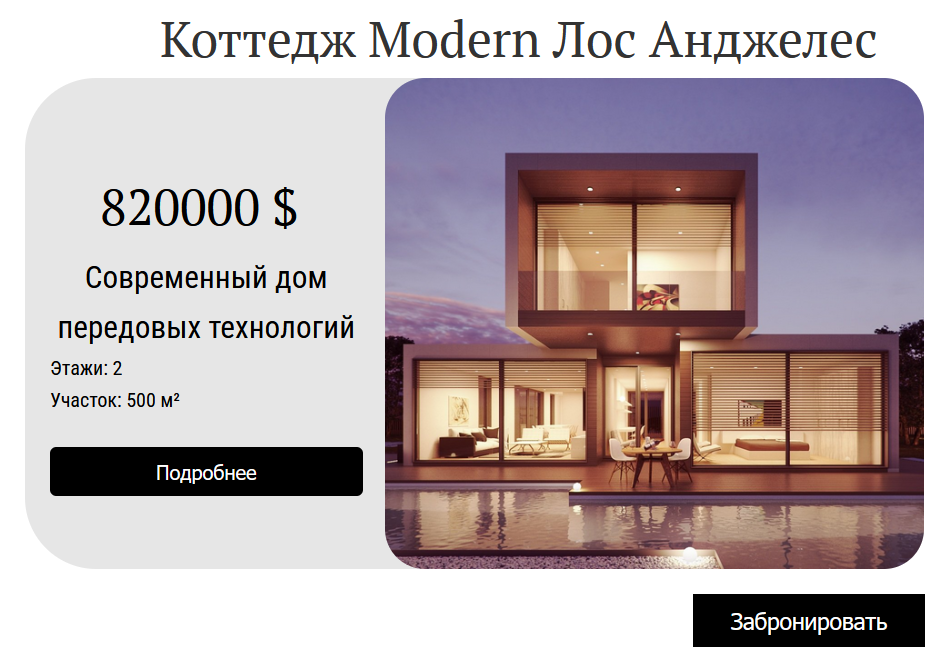 Коттедж Modern Лос Анджелес
820000 $
Современный дом
передовых технологий
Этажи: 2
Участок: 500 м²
Подробнее
Забронировать